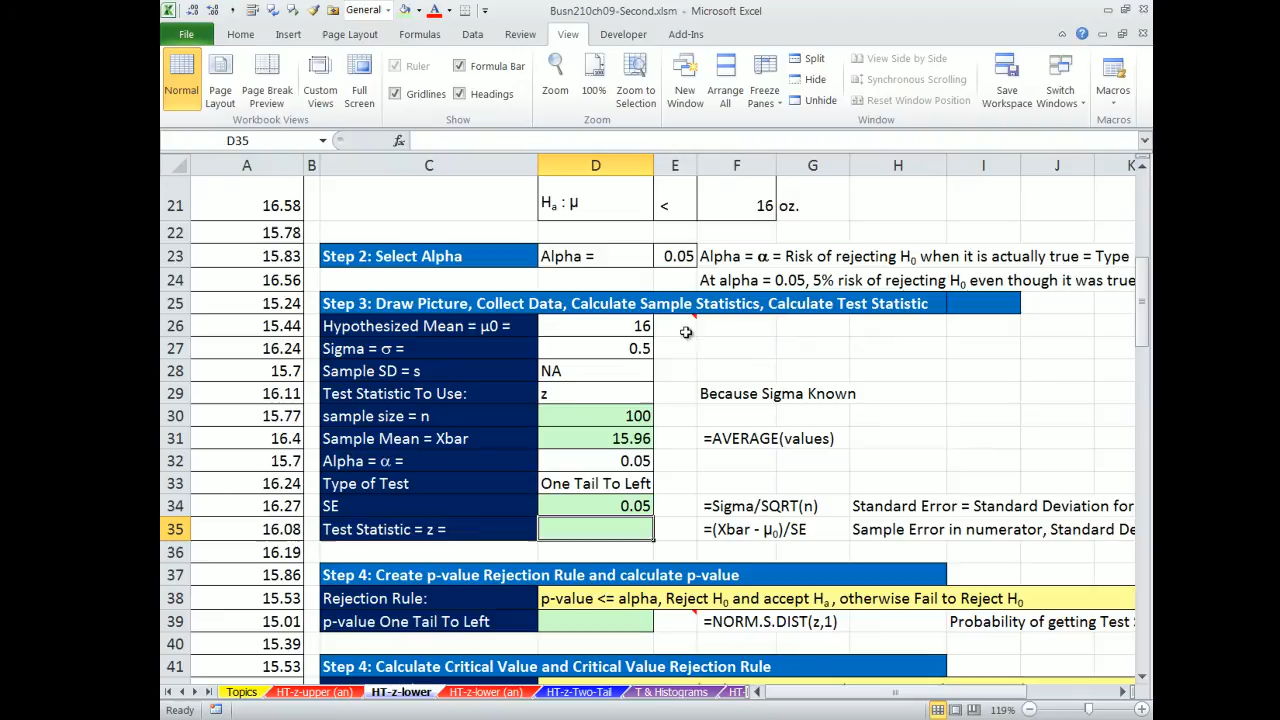 General
Busn210ch09-Second.xlsm - Microsoft Excel
File Home Insert Page Layout Formulas Data Review View Developer Add-Ins
Normal Page Layout Page Break Preview Custom Views Full Screen
Ruler Formula Bar
Gridlines Headings
Zoom 100% Zoom to Selection
New Window Arrange All Freeze Panes
Split
Hide
Unhide
View Side by Side
Synchronous Scrolling
Reset Window Position
Save Workspace Switch Windows Macros
Workbook Views Show Zoom Window Macros
D35 fx
A B C D E F G H I J K
21 16.58 Ha : μ < 16 oz.
22 15.78
23 15.83 Step 2: Select Alpha Alpha = 0.05 Alpha = α = Risk of rejecting H0 when it is actually true = Type
24 16.56 At alpha = 0.05, 5% risk of rejecting H0 even though it was true
25 15.24 Step 3: Draw Picture, Collect Data, Calculate Sample Statistics, Calculate Test Statistic
26 15.44 Hypothesized Mean = μ0 = 16
27 16.24 Sigma = σ = 0.5
28 15.7 Sample SD = s NA
29 16.11 Test Statistic To Use: z Because Sigma Known
30 15.77 sample size = n 100
31 16.4 Sample Mean = Xbar 15.96 =AVERAGE(values)
32 15.7 Alpha = α = 0.05
33 16.24 Type of Test One Tail To Left
34 16.27 SE 0.05 =Sigma/SQRT(n) Standard Error = Standard Deviation for
35 16.08 Test Statistic = z = =(Xbar - μ0)/SE Sample Error in numerator, Standard De
36 16.19
37 15.86 Step 4: Create p-value Rejection Rule and calculate p-value
38 15.53 Rejection Rule: p-value <= alpha, Reject H0 and accept Ha , otherwise Fail to Reject H0
39 15.01 p-value One Tail To Left =NORM.S.DIST(z,1) Probability of getting Test
40 15.39
41 15.53 Step 4: Calculate Critical Value and Critical Value Rejection Rule
Topics HT-z-upper (an) HT-z-lower HT-z-lower (an) HT-z-Two-Tail T & Histograms HT-
Ready 119%